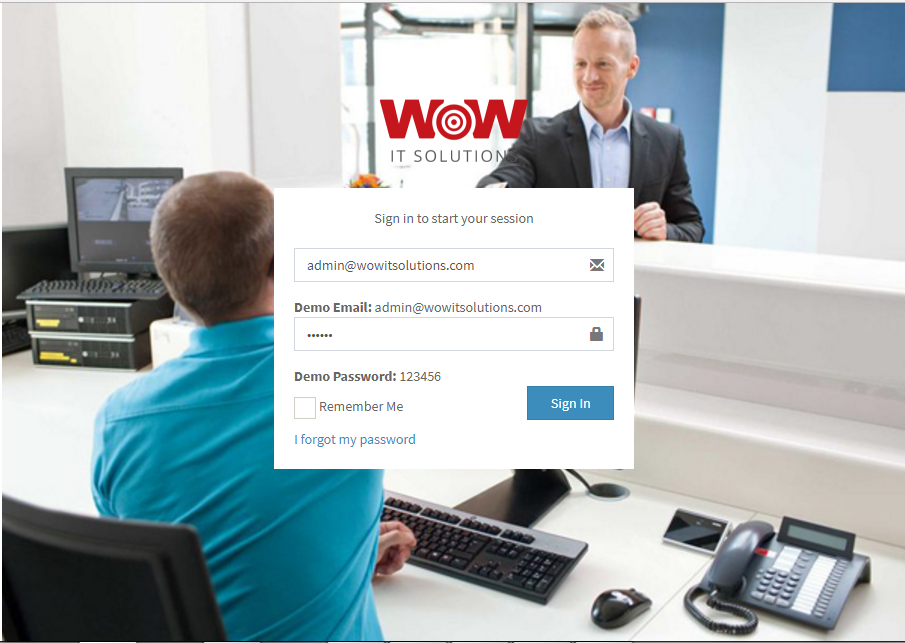 WOW
IT SOLUTIONS
Sign in to start your session
admin@wowitsolutions.com
Demo Email: admin@wowitsolutions.com
••••••
Demo Password: 123456
Remember Me
Sign In
I forgot my password